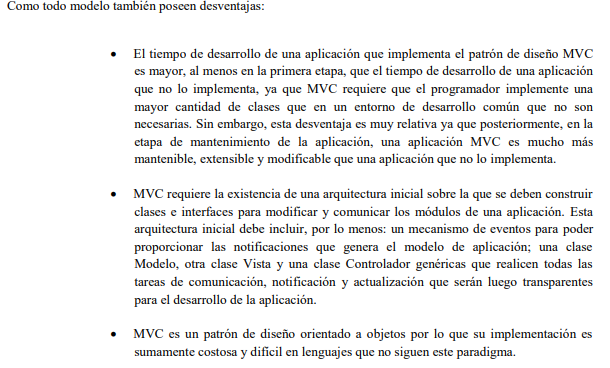 Como todo modelo también poseen desventajas:
• El tiempo de desarrollo de una aplicación que implementa el patrón de diseño MVC
es mayor, al menos en la primera etapa, que el tiempo de desarrollo de una aplicación
que no lo implementa, ya que MVC requiere que el programador implemente una
mayor cantidad de clases que en un entorno de desarrollo común que no son
necesarias. Sin embargo, esta desventaja es muy relativa ya que posteriormente, en la
etapa de mantenimiento de la aplicación, una aplicación MVC es mucho más
mantenible, extensible y modificable que una aplicación que no lo implementa.
• MVC requiere la existencia de una arquitectura inicial sobre la que se deben construir
clases e interfaces para modificar y comunicar los módulos de una aplicación. Esta
arquitectura inicial debe incluir, por lo menos: un mecanismo de eventos para poder
proporcionar las notificaciones que genera el modelo de aplicación; una clase
Modelo, otra clase Vista y una clase Controlador genéricas que realicen todas las
tareas de comunicación, notificación y actualización que serán luego transparentes
para el desarrollo de la aplicación.
• MVC es un patrón de diseño orientado a objetos por lo que su implementación es
sumamente costosa y difícil en lenguajes que no siguen este paradigma.